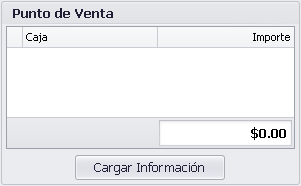 Punto de Venta
Caja Importe
$0.00
Cargar Información